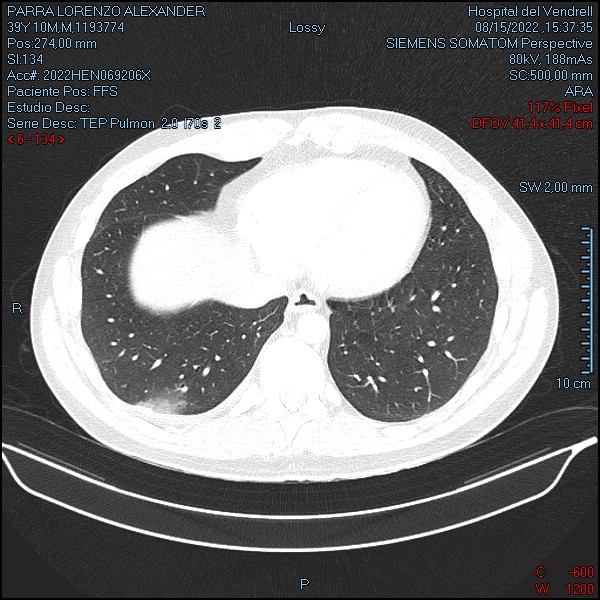 PARRA LORENZO ALEXANDER
39Y 10M,M,1193774
Pos:274,00 mm
SI:134
Acc#: 2022HEN069206X
Paciente Pos: FFS
Estudio Desc:
Serie Desc: TEP Pulmon 2.0 I70s 2
< 6 - 134 >
Lossy
Hospital del Vendrell
08/15/2022 ,15:37:35
SIEMENS SOMATOM Perspective
80kV, 188mAs
SC:500,00 mm
ARA
117% Pixel
DFOV 41.4 x 41.4 cm
SW 2,00 mm
R
10 cm
P
C -600
W 1200